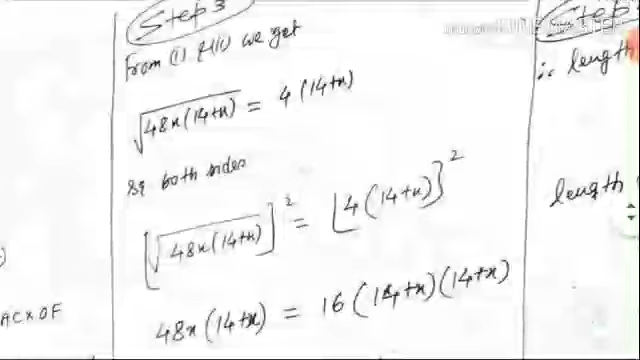 Step 3
From (i) & (ii) we get
√48x(14+x) = 4(14+x)
sq both sides
[√48x(14+x)]² = [4(14+x)]²
48x(14+x) = 16(14+x)(14+x)
AC×OF
Step
∴ length
length